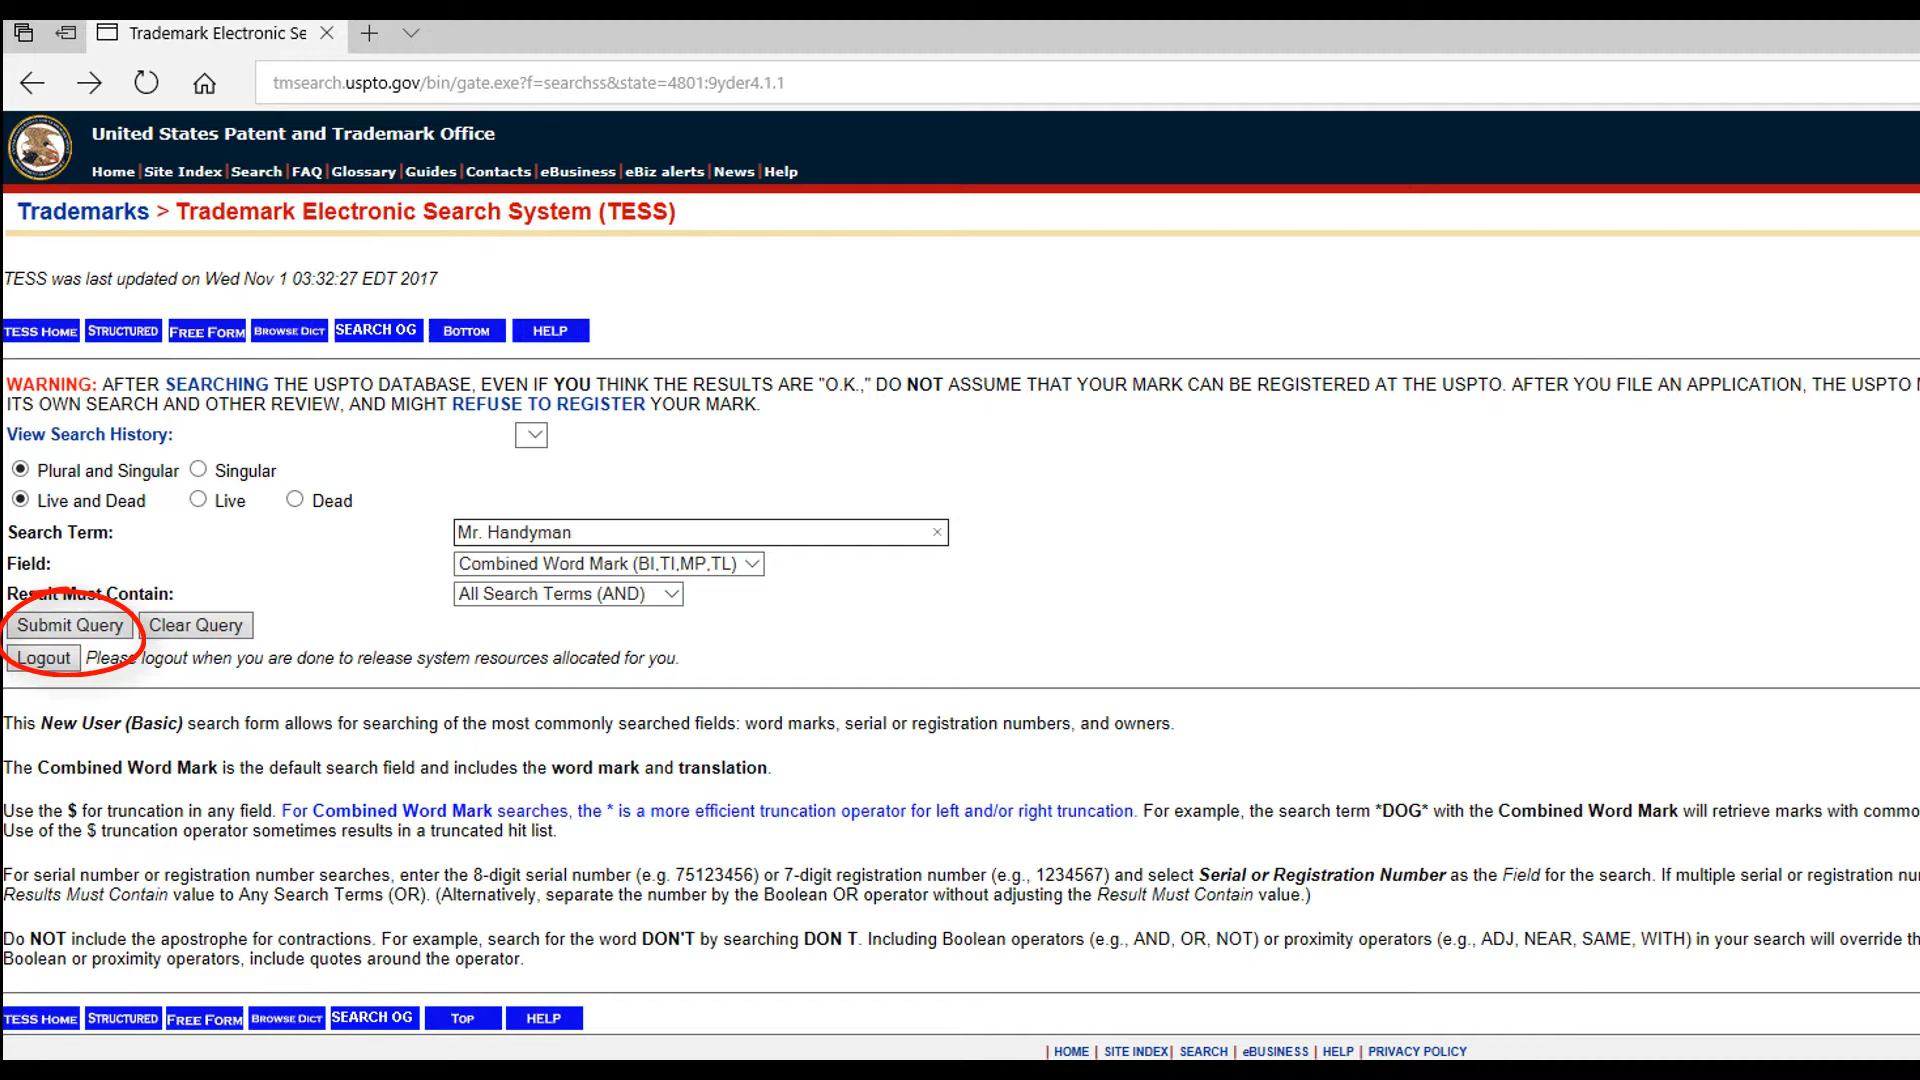 Trademark Electronic Se
tmsearch.uspto.gov/bin/gate.exe?f=searchss&state=4801:9yder4.1.1
United States Patent and Trademark Office
Home | Site Index | Search | FAQ | Glossary | Guides | Contacts | eBusiness | eBiz alerts | News | Help
Trademarks > Trademark Electronic Search System (TESS)
TESS was last updated on Wed Nov 1 03:32:27 EDT 2017
TESS HOME STRUCTURED FREE FORM BROWSE DICT SEARCH OG BOTTOM HELP
WARNING: AFTER SEARCHING THE USPTO DATABASE, EVEN IF YOU THINK THE RESULTS ARE "O.K.," DO NOT ASSUME THAT YOUR MARK CAN BE REGISTERED AT THE USPTO. AFTER YOU FILE AN APPLICATION, THE USPTO
ITS OWN SEARCH AND OTHER REVIEW, AND MIGHT REFUSE TO REGISTER YOUR MARK.
View Search History:
Plural and Singular Singular
Live and Dead Live Dead
Search Term: Mr. Handyman
Field: Combined Word Mark (BI,TI,MP,TL)
Result Must Contain: All Search Terms (AND)
Submit Query Clear Query
Logout Please logout when you are done to release system resources allocated for you.
This New User (Basic) search form allows for searching of the most commonly searched fields: word marks, serial or registration numbers, and owners.
The Combined Word Mark is the default search field and includes the word mark and translation.
Use the $ for truncation in any field. For Combined Word Mark searches, the * is a more efficient truncation operator for left and/or right truncation. For example, the search term *DOG* with the Combined Word Mark will retrieve marks with commo
Use of the $ truncation operator sometimes results in a truncated hit list.
For serial number or registration number searches, enter the 8-digit serial number (e.g. 75123456) or 7-digit registration number (e.g., 1234567) and select Serial or Registration Number as the Field for the search. If multiple serial or registration nu
Results Must Contain value to Any Search Terms (OR). (Alternatively, separate the number by the Boolean OR operator without adjusting the Result Must Contain value.)
Do NOT include the apostrophe for contractions. For example, search for the word DON'T by searching DON T. Including Boolean operators (e.g., AND, OR, NOT) or proximity operators (e.g., ADJ, NEAR, SAME, WITH) in your search will override th
Boolean or proximity operators, include quotes around the operator.
TESS HOME STRUCTURED FREE FORM BROWSE DICT SEARCH OG TOP HELP
| HOME | SITE INDEX | SEARCH | eBUSINESS | HELP | PRIVACY POLICY